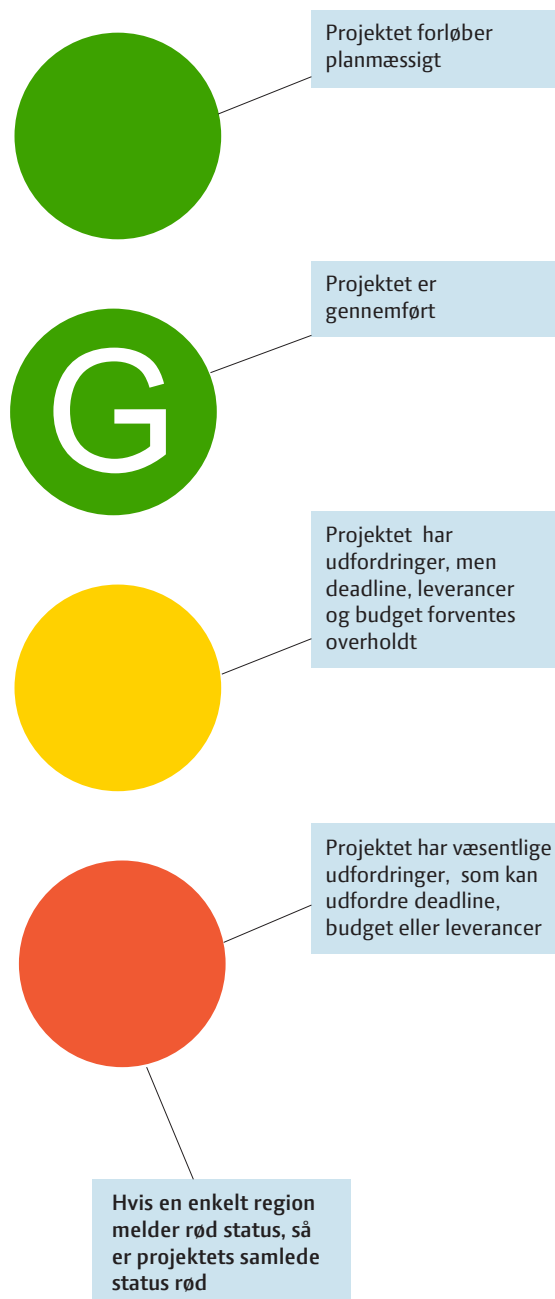 Projektet forløber
planmæssigt
Projektet er
gennemført
G
Projektet har
udfordringer, men
deadline, leverancer
og budget forventes
overholdt
Projektet har væsentlige
udfordringer, som kan
udfordre deadline,
budget eller leverancer
Hvis en enkelt region
melder rød status, så
er projektets samlede
status rød